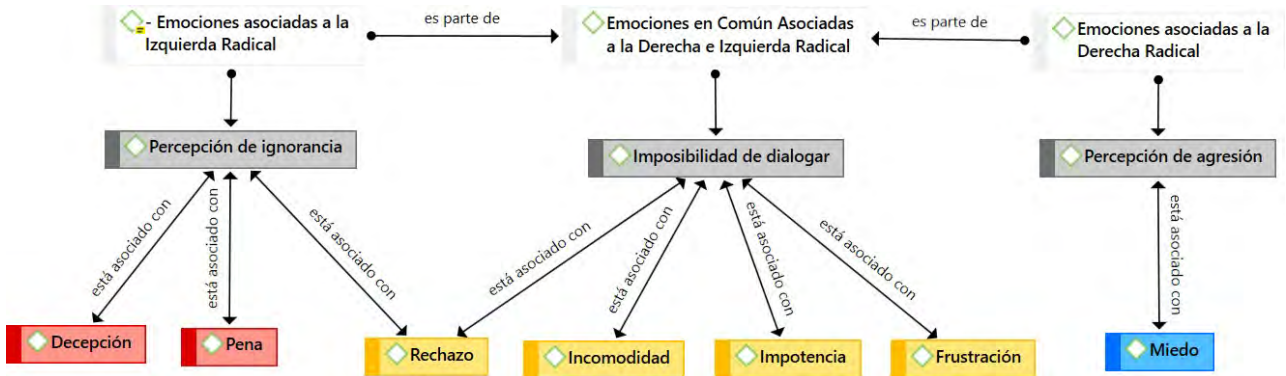 - Emociones asociadas a la
Izquierda Radical
es parte de
Emociones en Común Asociadas
a la Derecha e Izquierda Radical
es parte de
Emociones asociadas a la
Derecha Radical
Percepción de ignorancia
Imposibilidad de dialogar
Percepción de agresión
está asociado con
está asociado con
está asociado con
está asociado con
está asociado con
está asociado con
está asociado con
está asociado con
Decepción
Pena
Rechazo
Incomodidad
Impotencia
Frustración
Miedo